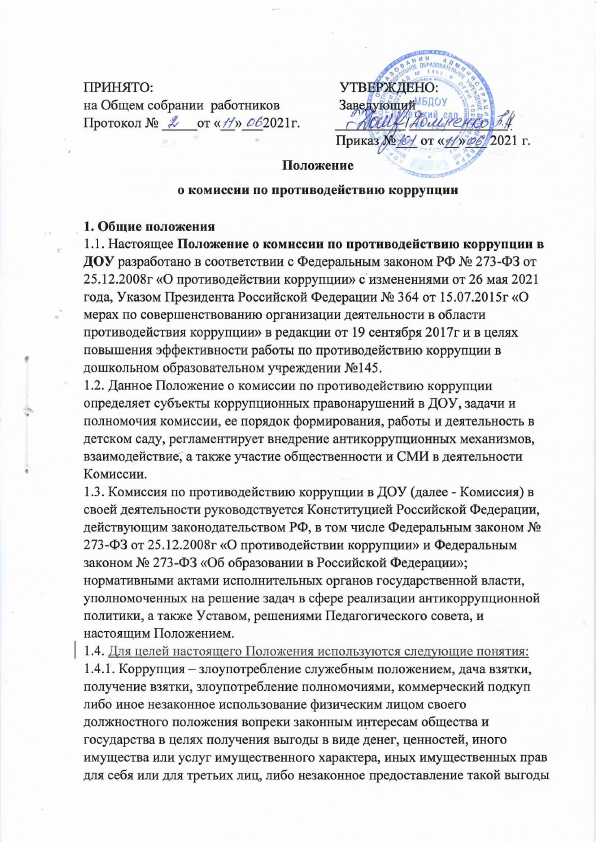 ПРИНЯТО: УТВЕРЖДЕНО:
на Общем собрании работников Заведующий
Протокол № 2 от «11» 06 2021г. Доминенко Г.А
Приказ № 101 от «11» 06 2021 г.
Положение
о комиссии по противодействию коррупции
1. Общие положения
1.1. Настоящее Положение о комиссии по противодействию коррупции в
ДОУ разработано в соответствии с Федеральным законом РФ № 273-ФЗ от
25.12.2008г «О противодействии коррупции» с изменениями от 26 мая 2021
года, Указом Президента Российской Федерации № 364 от 15.07.2015г «О
мерах по совершенствованию организации деятельности в области
противодействия коррупции» в редакции от 19 сентября 2017г и в целях
повышения эффективности работы по противодействию коррупции в
дошкольном образовательном учреждении №145.
1.2. Данное Положение о комиссии по противодействию коррупции
определяет субъекты коррупционных правонарушений в ДОУ, задачи и
полномочия комиссии, ее порядок формирования, работы и деятельность в
детском саду, регламентирует внедрение антикоррупционных механизмов,
взаимодействие, а также участие общественности и СМИ в деятельности
Комиссии.
1.3. Комиссия по противодействию коррупции в ДОУ (далее - Комиссия) в
своей деятельности руководствуется Конституцией Российской Федерации,
действующим законодательством РФ, в том числе Федеральным законом №
273-ФЗ от 25.12.2008г «О противодействии коррупции» и Федеральным
законом № 273-ФЗ «Об образовании в Российской Федерации»;
нормативными актами исполнительных органов государственной власти,
уполномоченных на решение задач в сфере реализации антикоррупционной
политики, а также Уставом, решениями Педагогического совета, и
настоящим Положением.
1.4. Для целей настоящего Положения используются следующие понятия:
1.4.1. Коррупция – злоупотребление служебным положением, дача взятки,
получение взятки, злоупотребление полномочиями, коммерческий подкуп
либо иное незаконное использование физическим лицом своего
должностного положения вопреки законным интересам общества и
государства в целях получения выгоды в виде денег, ценностей, иного
имущества или услуг имущественного характера, иных имущественных прав
для себя или для третьих лиц, либо незаконное предоставление такой выгоды
МБДОУ